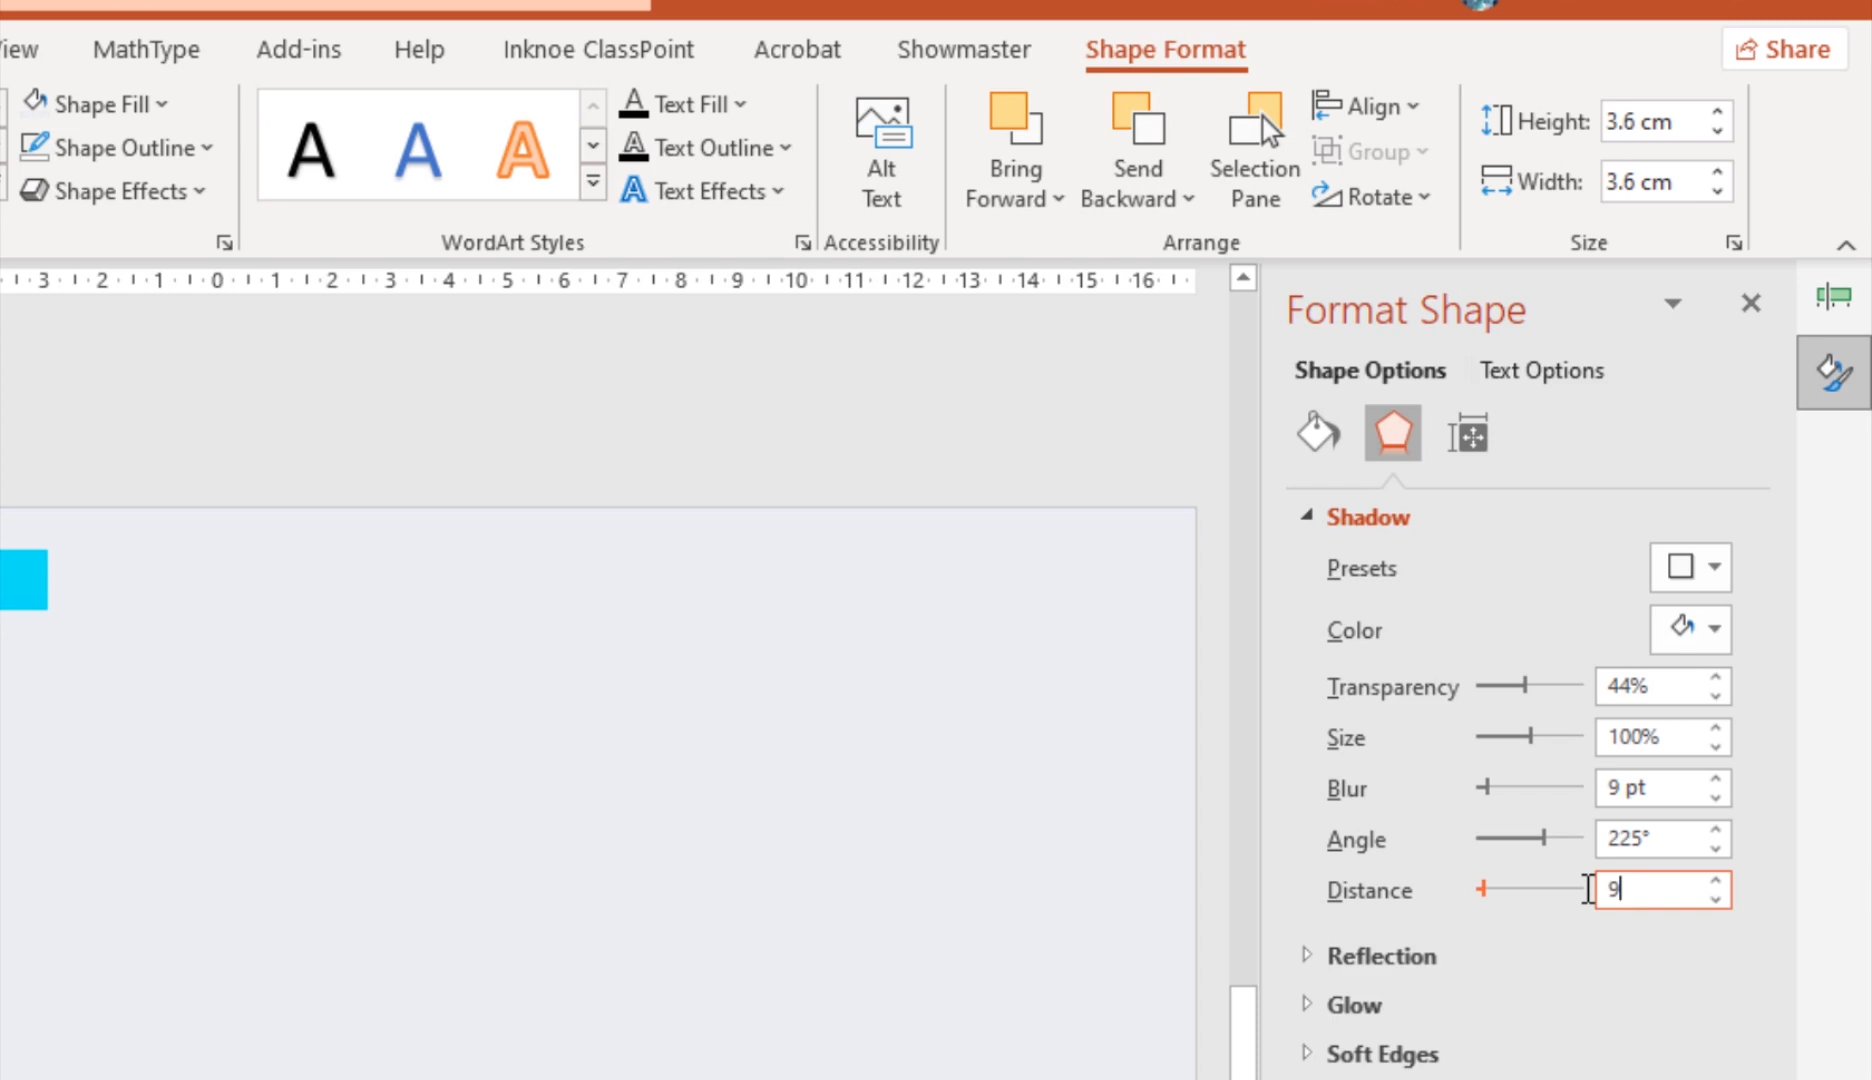 iew MathType Add-ins Help Inknoe ClassPoint Acrobat Showmaster Shape Format Share
Shape Fill
Shape Outline
Shape Effects
A A A
Text Fill
Text Outline
Text Effects
WordArt Styles
Alt
Text
Accessibility
Bring
Forward
Send
Backward
Selection
Pane
Align
Group
Rotate
Arrange
Height: 3.6 cm
Width: 3.6 cm
Size
3 2 1 0 1 2 3 4 5 6 7 8 9 10 11 12 13 14 15 16
Format Shape
Shape Options Text Options
Shadow
Presets
Color
Transparency 44%
Size 100%
Blur 9 pt
Angle 225°
Distance 9
Reflection
Glow
Soft Edges